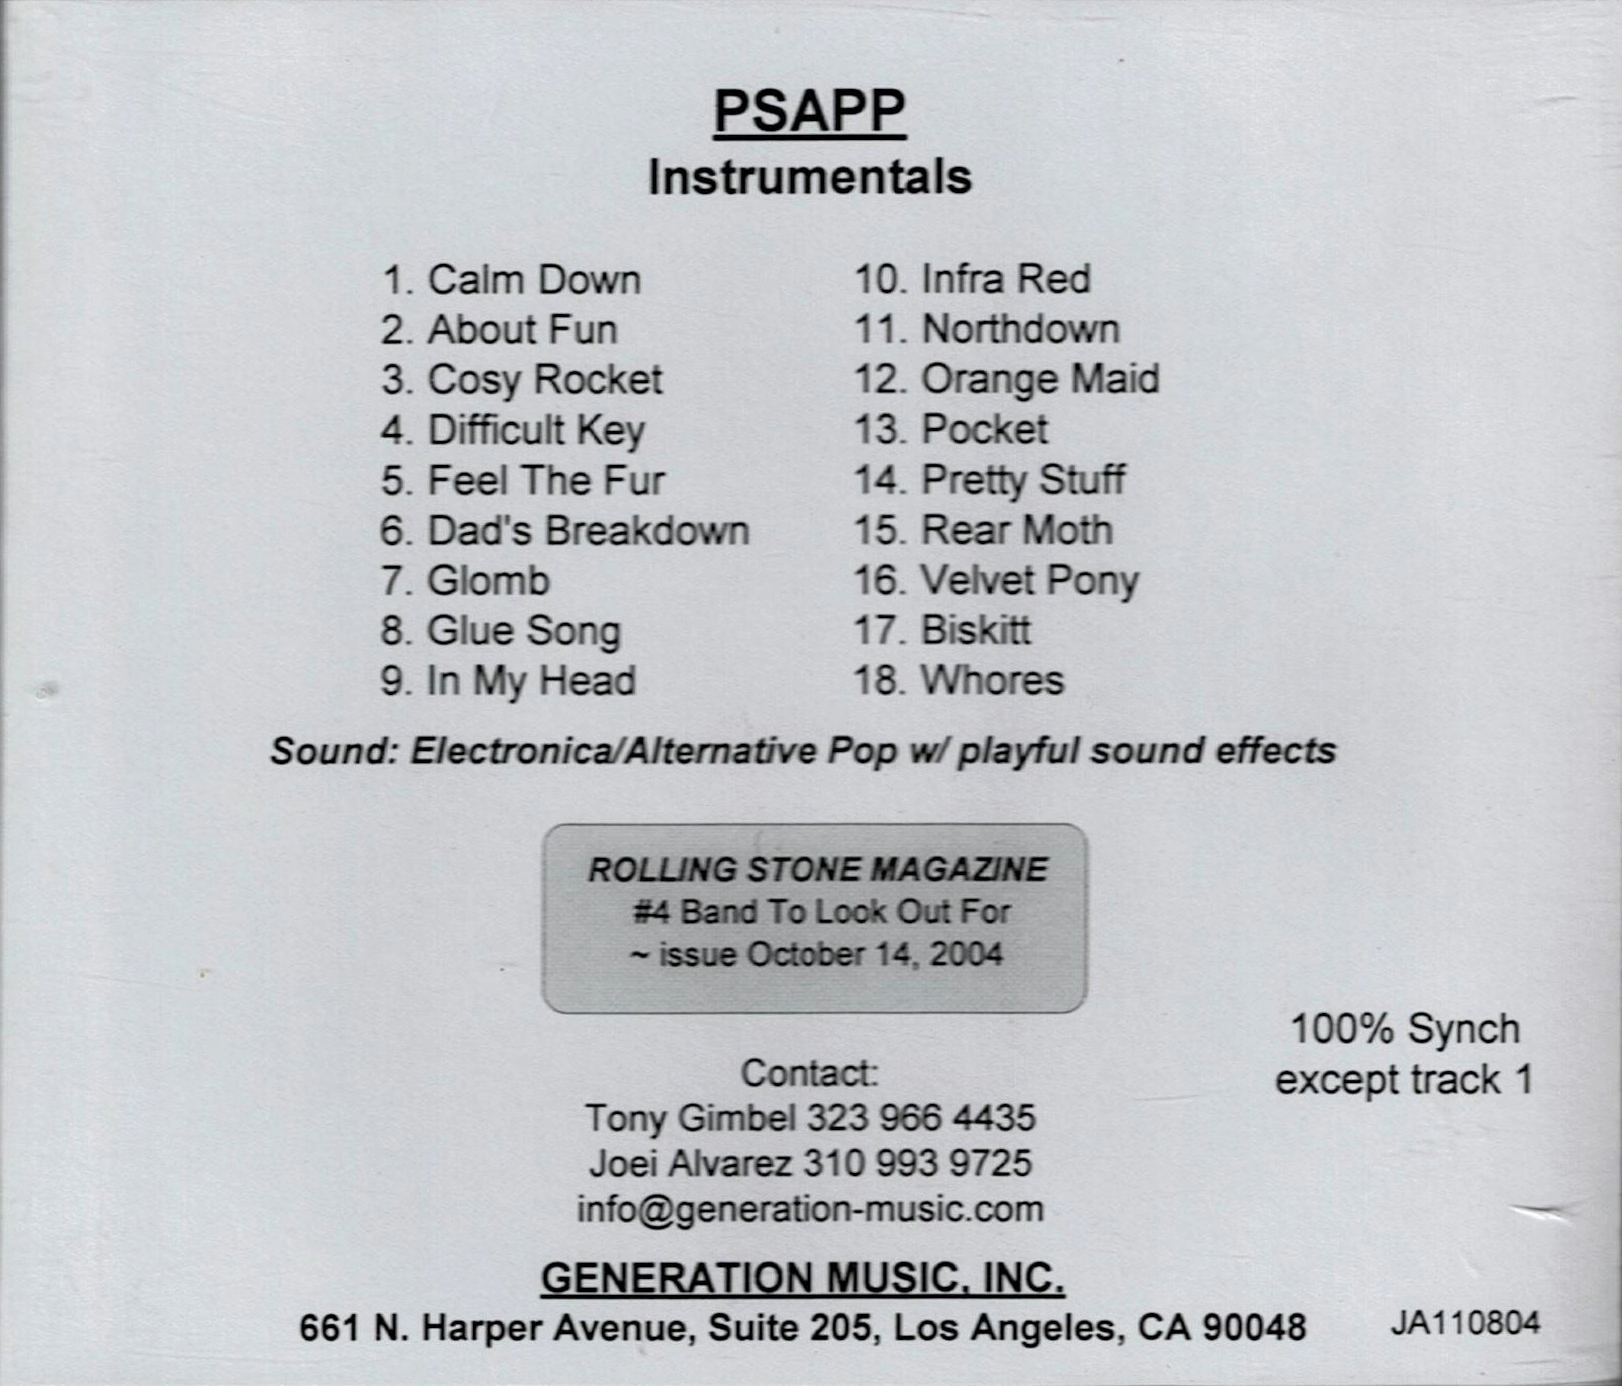 PSAPP
Instrumentals
1. Calm Down
2. About Fun
3. Cosy Rocket
4. Difficult Key
5. Feel The Fur
6. Dad's Breakdown
7. Glomb
8. Glue Song
9. In My Head
10. Infra Red
11. Northdown
12. Orange Maid
13. Pocket
14. Pretty Stuff
15. Rear Moth
16. Velvet Pony
17. Biskitt
18. Whores
Sound: Electronica/Alternative Pop w/ playful sound effects
ROLLING STONE MAGAZINE
#4 Band To Look Out For
~ issue October 14, 2004
100% Synch
except track 1
Contact:
Tony Gimbel 323 966 4435
Joei Alvarez 310 993 9725
info@generation-music.com
GENERATION MUSIC, INC.
661 N. Harper Avenue, Suite 205, Los Angeles, CA 90048
JA110804